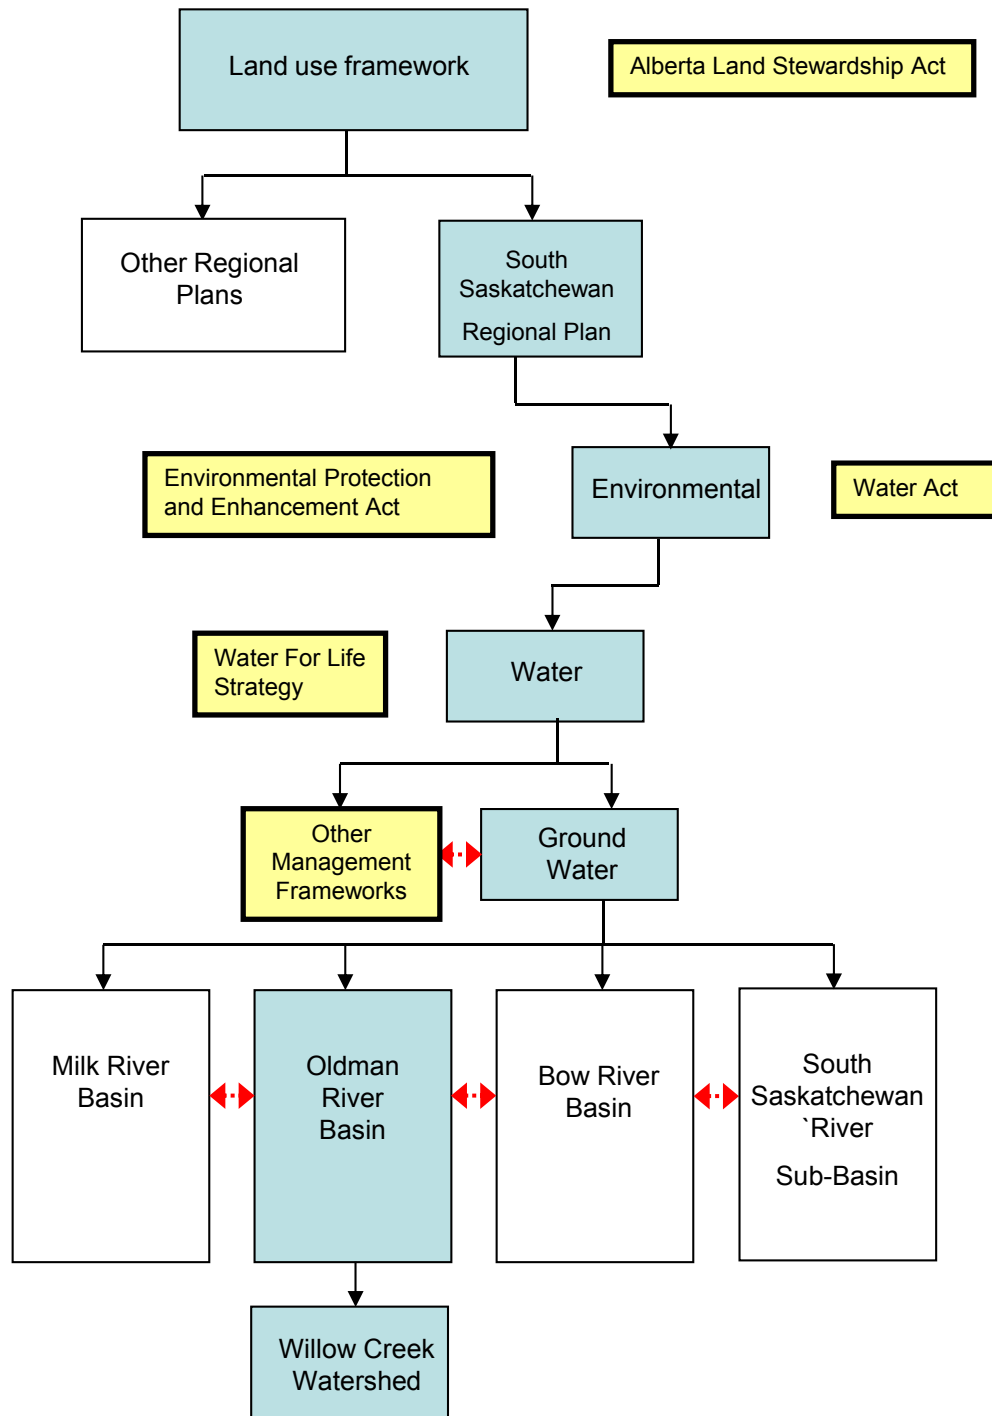 Land use framework
Alberta Land Stewardship Act
Other Regional
Plans
South
Saskatchewan
Regional Plan
Environmental Protection
and Enhancement Act
Environmental
Water Act
Water For Life
Strategy
Water
Other
Management
Frameworks
Ground
Water
Milk River
Basin
Oldman
River
Basin
Bow River
Basin
South
Saskatchewan
`River
Sub-Basin
Willow Creek
Watershed